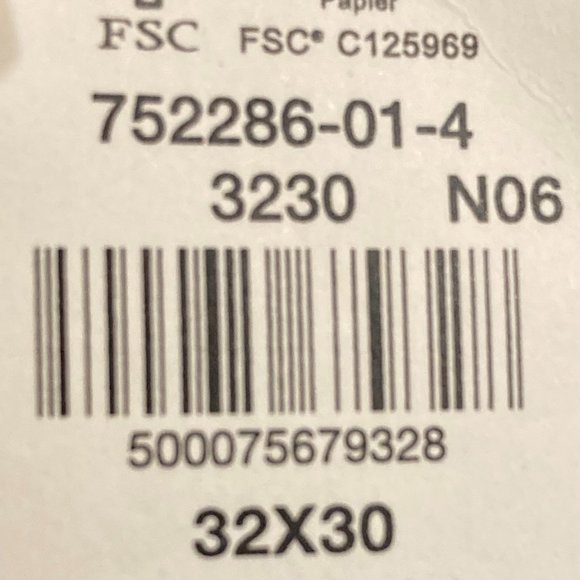 Papier
FSC FSC® C125969
752286-01-4
3230 N06
500075679328
32X30